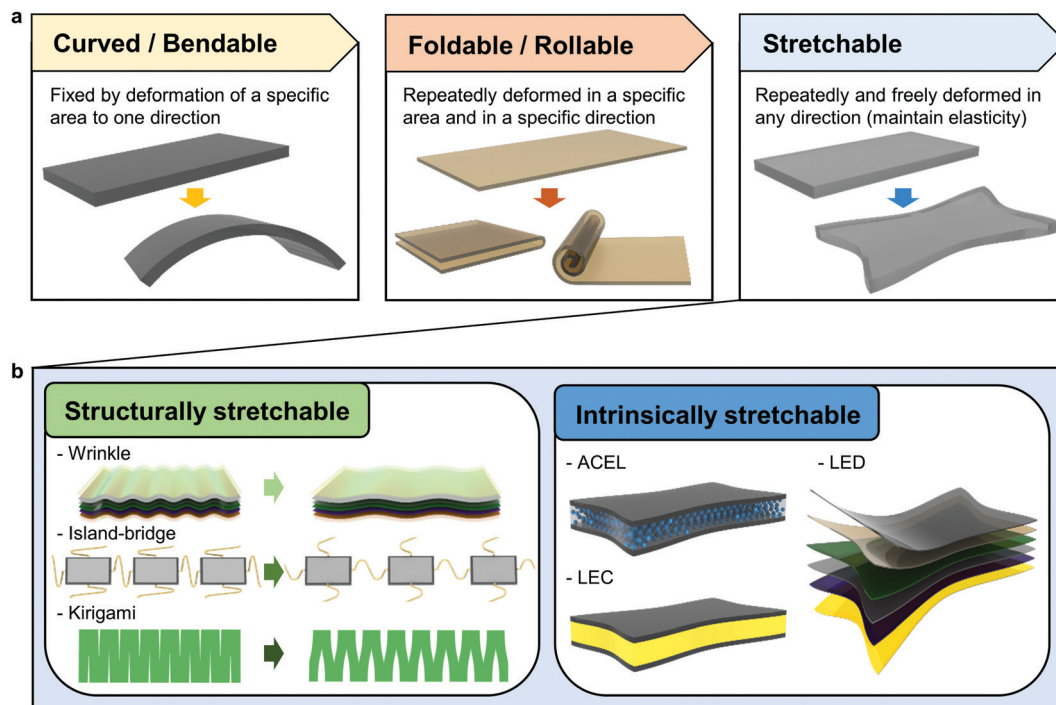 a
Curved / Bendable
Fixed by deformation of a specific
area to one direction
Foldable / Rollable
Repeatedly deformed in a specific
area and in a specific direction
Stretchable
Repeatedly and freely deformed in
any direction (maintain elasticity)
b
Structurally stretchable
- Wrinkle
- Island-bridge
- Kirigami
Intrinsically stretchable
- ACEL
- LEC
- LED